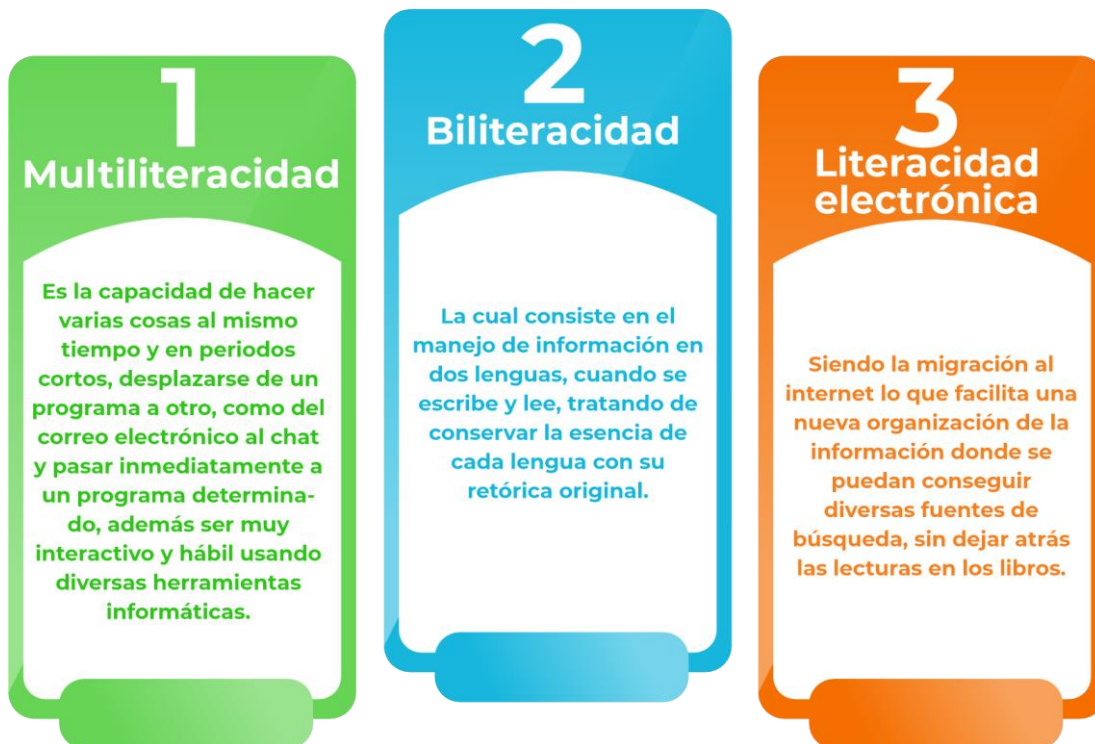 1
Multiliteracidad
Es la capacidad de hacer
varias cosas al mismo
tiempo y en periodos
cortos, desplazarse de un
programa a otro, como del
correo electrónico al chat
y pasar inmediatamente a
un programa determina-
do, además ser muy
interactivo y hábil usando
diversas herramientas
informáticas.
2
Biliteracidad
La cual consiste en el
manejo de información en
dos lenguas, cuando se
escribe y lee, tratando de
conservar la esencia de
cada lengua con su
retórica original.
3
Literacidad
electrónica
Siendo la migración al
internet lo que facilita una
nueva organización de la
información donde se
puedan conseguir
diversas fuentes de
búsqueda, sin dejar atrás
las lecturas en los libros.